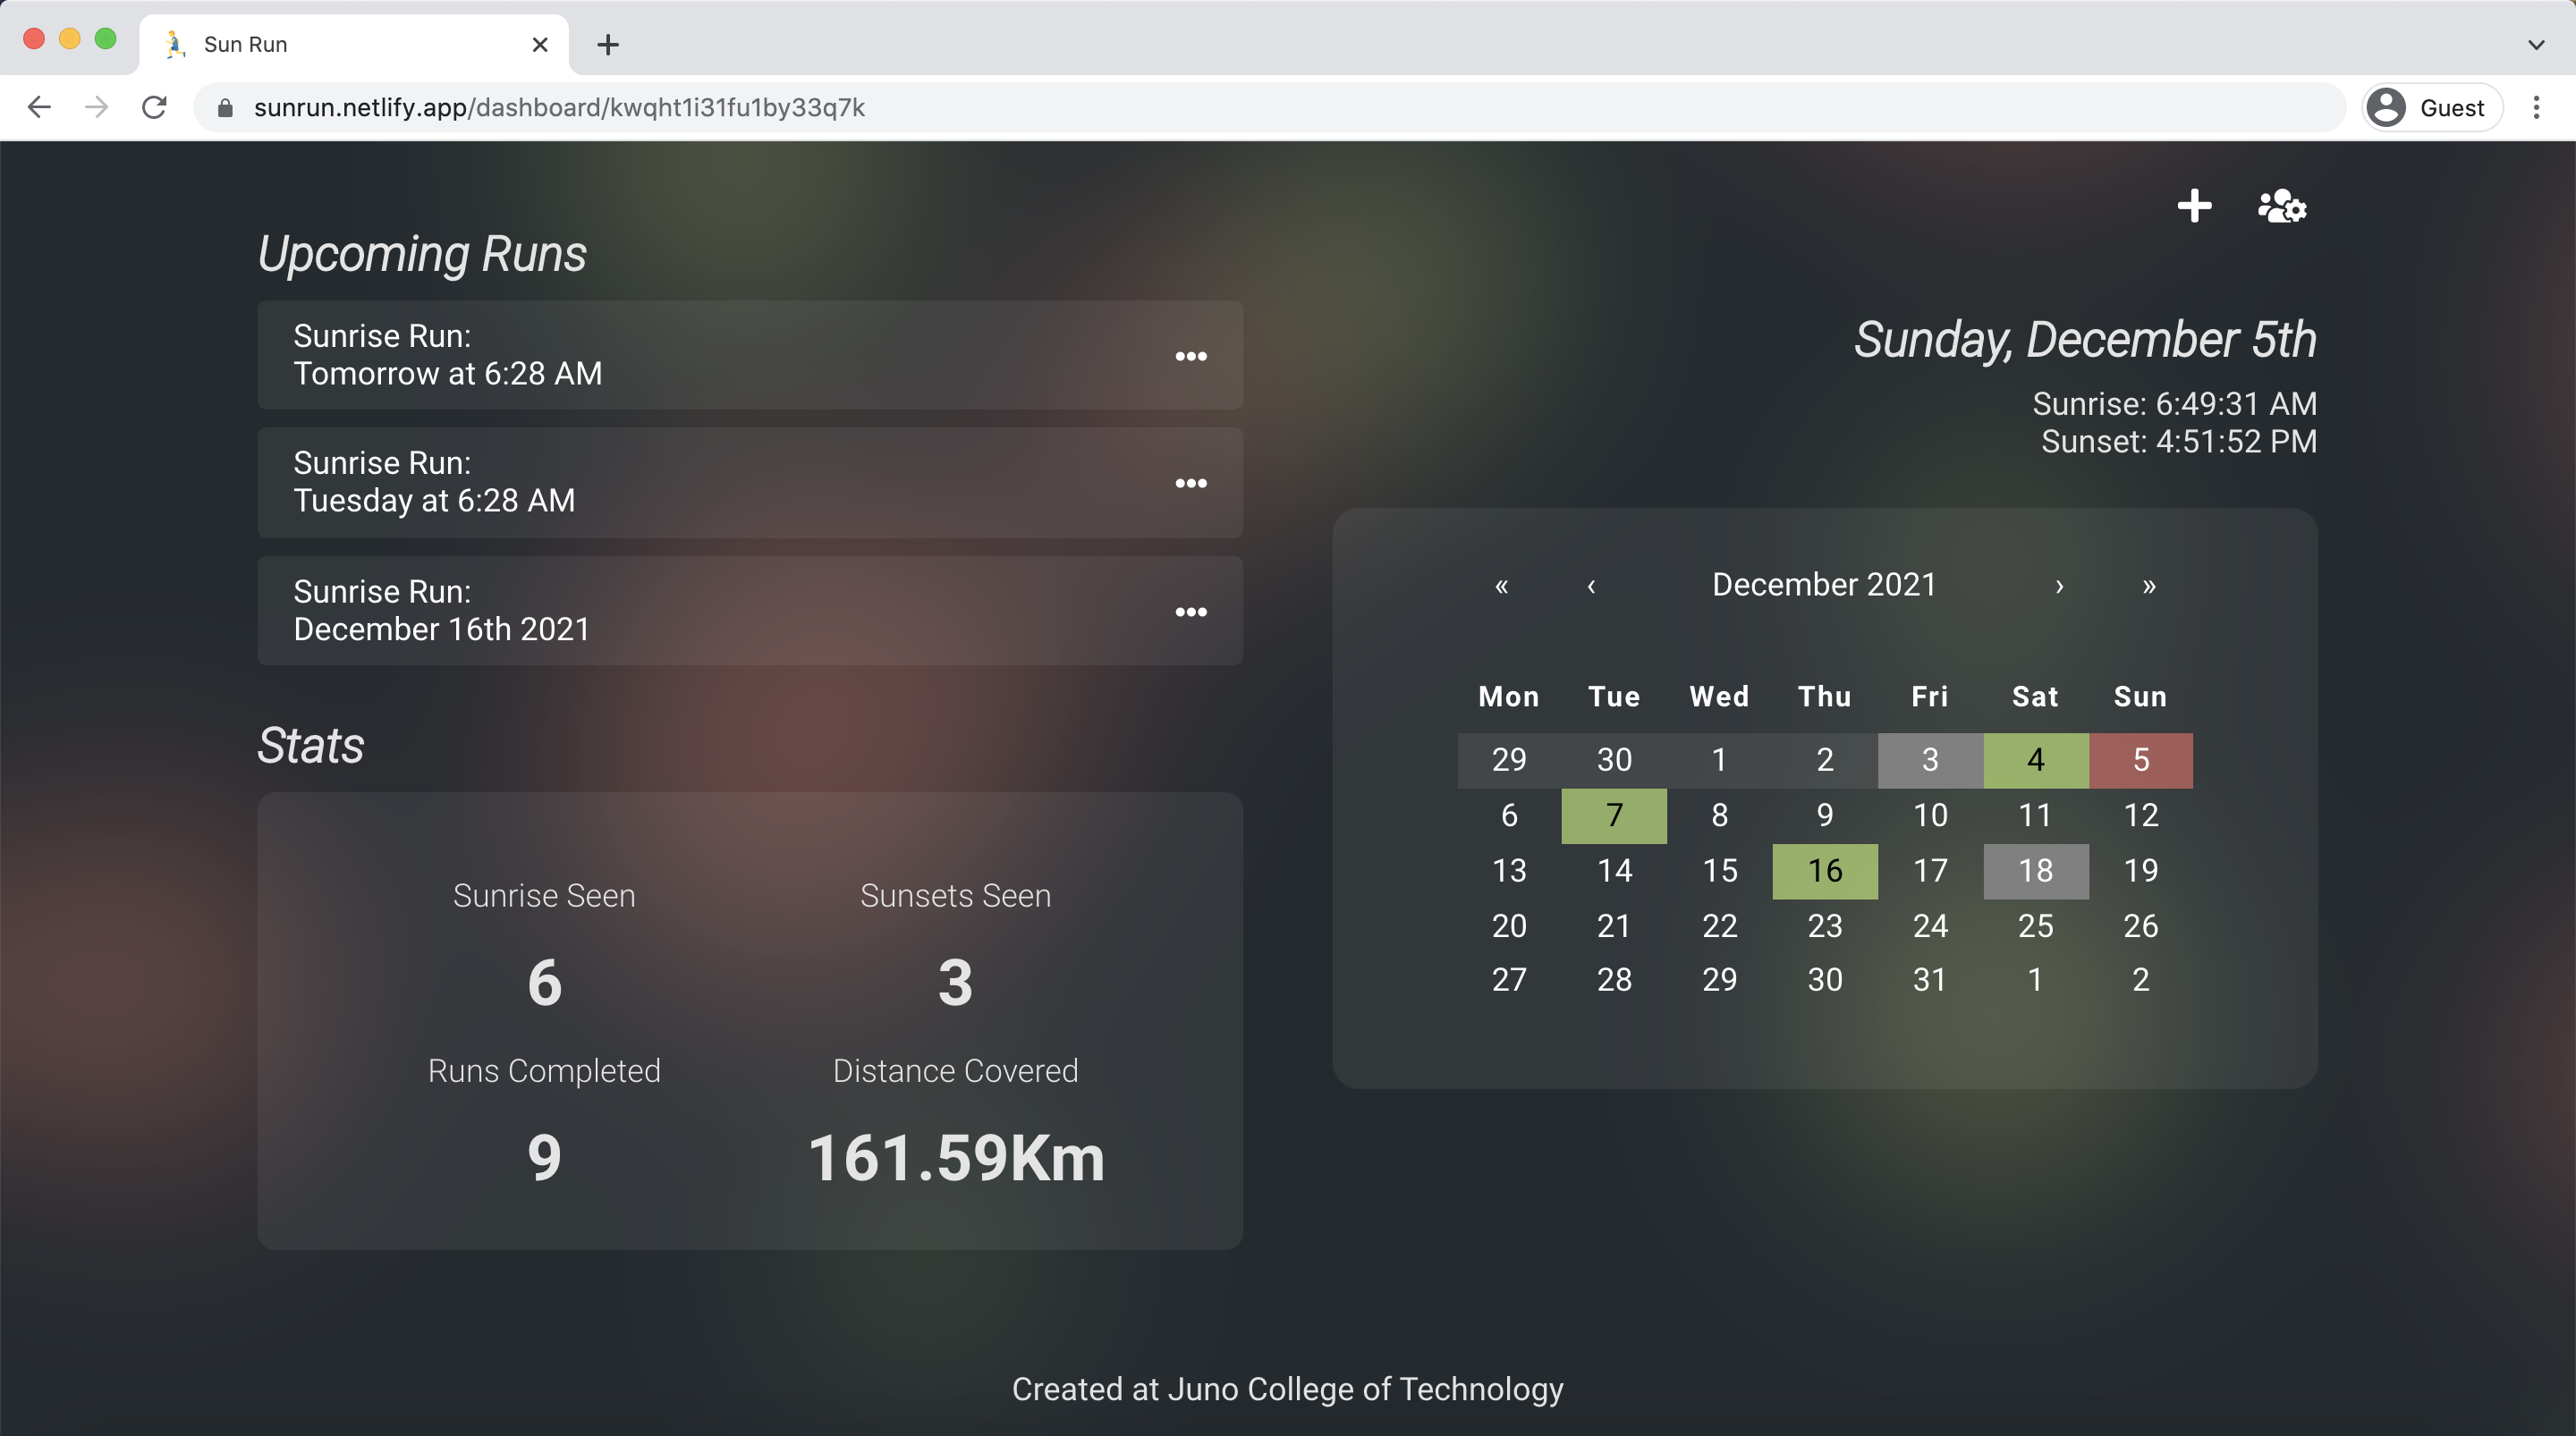 Sun Run
sunrun.netlify.app/dashboard/kwqht1i31fu1by33q7k
Guest
Upcoming Runs
Sunrise Run:
Tomorrow at 6:28 AM
Sunrise Run:
Tuesday at 6:28 AM
Sunrise Run:
December 16th 2021
Stats
Sunrise Seen Sunsets Seen
6 3
Runs Completed Distance Covered
9 161.59Km
Sunday, December 5th
Sunrise: 6:49:31 AM
Sunset: 4:51:52 PM
« ‹ December 2021 › »
Mon Tue Wed Thu Fri Sat Sun
29 30 1 2 3 4 5
6 7 8 9 10 11 12
13 14 15 16 17 18 19
20 21 22 23 24 25 26
27 28 29 30 31 1 2
Created at Juno College of Technology